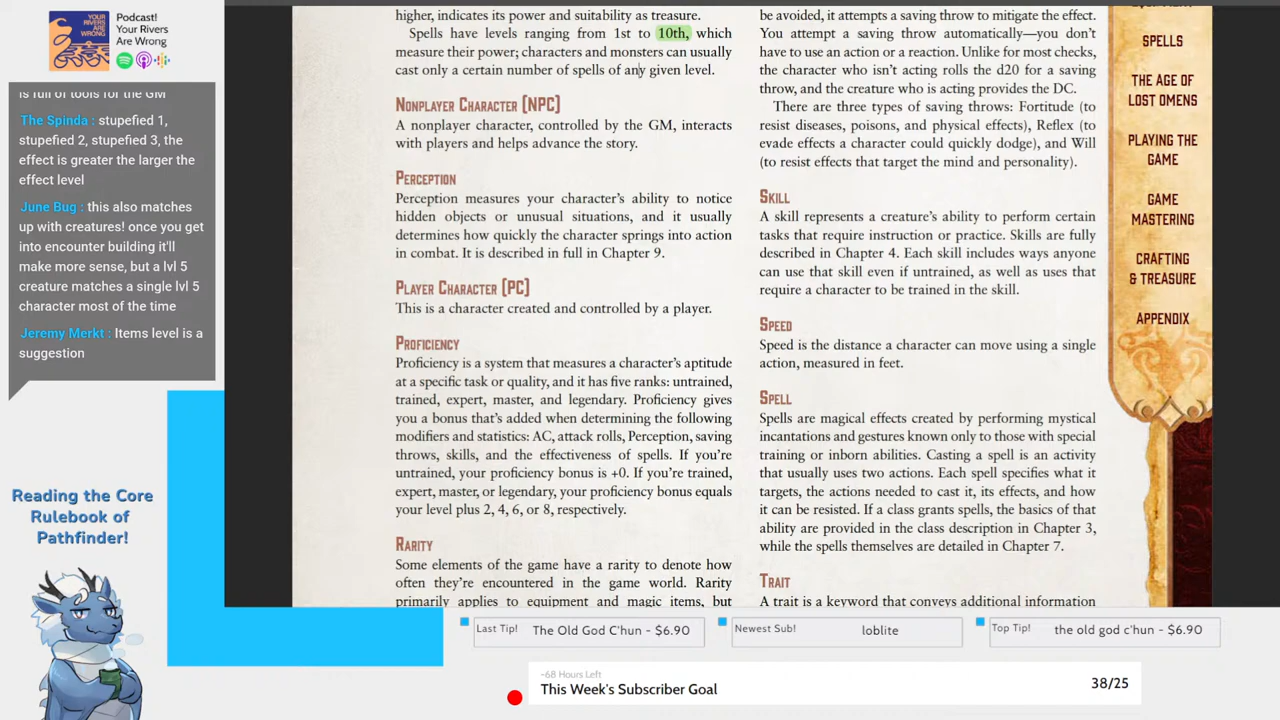 YOUR
RIVERS
ARE
WRONG
Podcast!
Your Rivers
Are Wrong
is full of tools for the GM
The Spinda : stupefied 1,
stupefied 2, stupefied 3, the
effect is greater the larger the
effect level
June Bug : this also matches
up with creatures! once you get
into encounter building it'll
make more sense, but a lvl 5
creature matches a single lvl 5
character most of the time
Jeremy Merkt : Items level is a
suggestion
Reading the Core
Rulebook of
Pathfinder!
higher, indicates its power and suitability as treasure.
Spells have levels ranging from 1st to 10th, which
measure their power; characters and monsters can usually
cast only a certain number of spells of any given level.
Nonplayer Character (NPC)
A nonplayer character, controlled by the GM, interacts
with players and helps advance the story.
Perception
Perception measures your character's ability to notice
hidden objects or unusual situations, and it usually
determines how quickly the character springs into action
in combat. It is described in full in Chapter 9.
Player Character (PC)
This is a character created and controlled by a player.
Proficiency
Proficiency is a system that measures a character's aptitude
at a specific task or quality, and it has five ranks: untrained,
trained, expert, master, and legendary. Proficiency gives
you a bonus that's added when determining the following
modifiers and statistics: AC, attack rolls, Perception, saving
throws, skills, and the effectiveness of spells. If you're
untrained, your proficiency bonus is +0. If you're trained,
expert, master, or legendary, your proficiency bonus equals
your level plus 2, 4, 6, or 8, respectively.
Rarity
Some elements of the game have a rarity to denote how
often they're encountered in the game world. Rarity
primarily applies to equipment and magic items, but
be avoided, it attempts a saving throw to mitigate the effect.
You attempt a saving throw automatically—you don't
have to use an action or a reaction. Unlike for most checks,
the character who isn't acting rolls the d20 for a saving
throw, and the creature who is acting provides the DC.
There are three types of saving throws: Fortitude (to
resist diseases, poisons, and physical effects), Reflex (to
evade effects a character could quickly dodge), and Will
(to resist effects that target the mind and personality).
Skill
A skill represents a creature's ability to perform certain
tasks that require instruction or practice. Skills are fully
described in Chapter 4. Each skill includes ways anyone
can use that skill even if untrained, as well as uses that
require a character to be trained in the skill.
Speed
Speed is the distance a character can move using a single
action, measured in feet.
Spell
Spells are magical effects created by performing mystical
incantations and gestures known only to those with special
training or inborn abilities. Casting a spell is an activity
that usually uses two actions. Each spell specifies what it
targets, the actions needed to cast it, its effects, and how
it can be resisted. If a class grants spells, the basics of that
ability are provided in the class description in Chapter 3,
while the spells themselves are detailed in Chapter 7.
Trait
A trait is a keyword that conveys additional information
SPELLS
THE AGE OF
LOST OMENS
PLAYING THE
GAME
GAME
MASTERING
CRAFTING
& TREASURE
APPENDIX
Last Tip! The Old God C'hun - $6.90
Newest Sub! loblite
Top Tip! the old god c'hun - $6.90
~68 Hours Left
This Week's Subscriber Goal 38/25